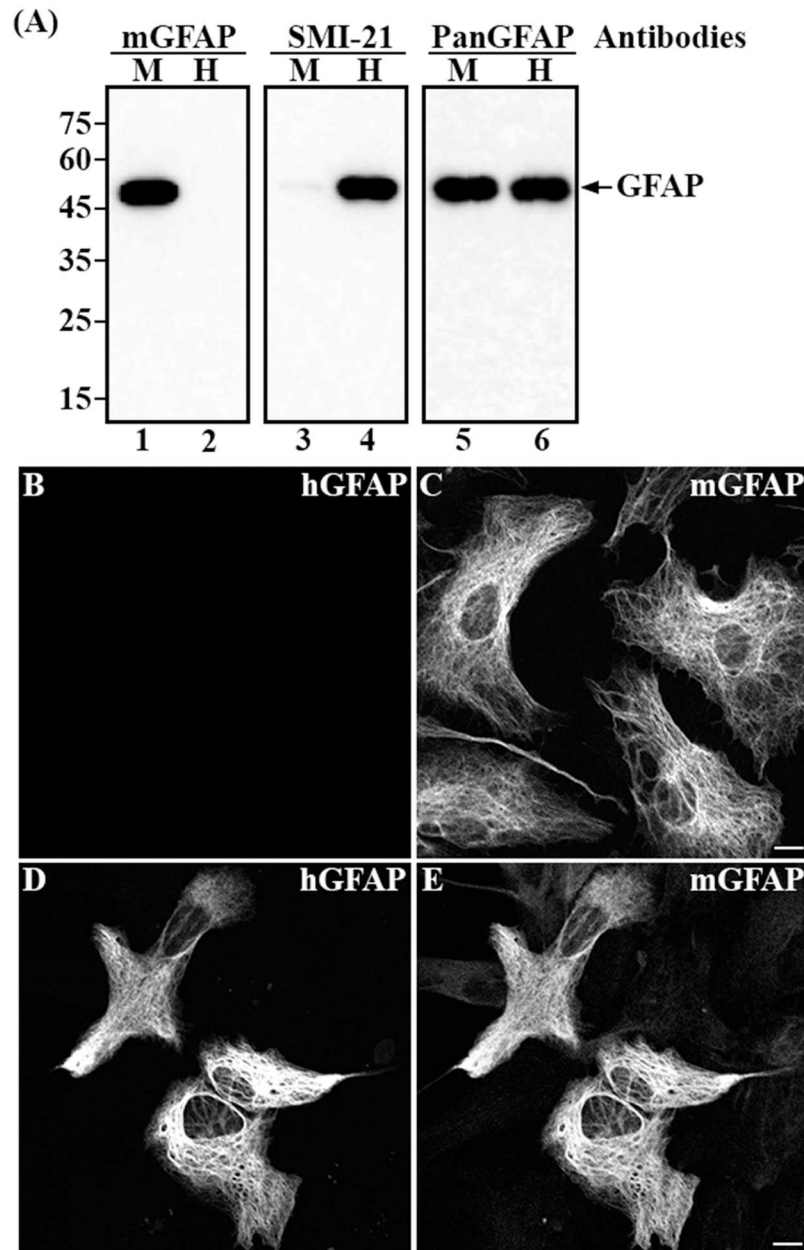 (A)
mGFAP SMI-21 PanGFAP Antibodies
M H M H M H
75
60
45
35
25
15
GFAP
1 2 3 4 5 6
B hGFAP C mGFAP
D hGFAP E mGFAP